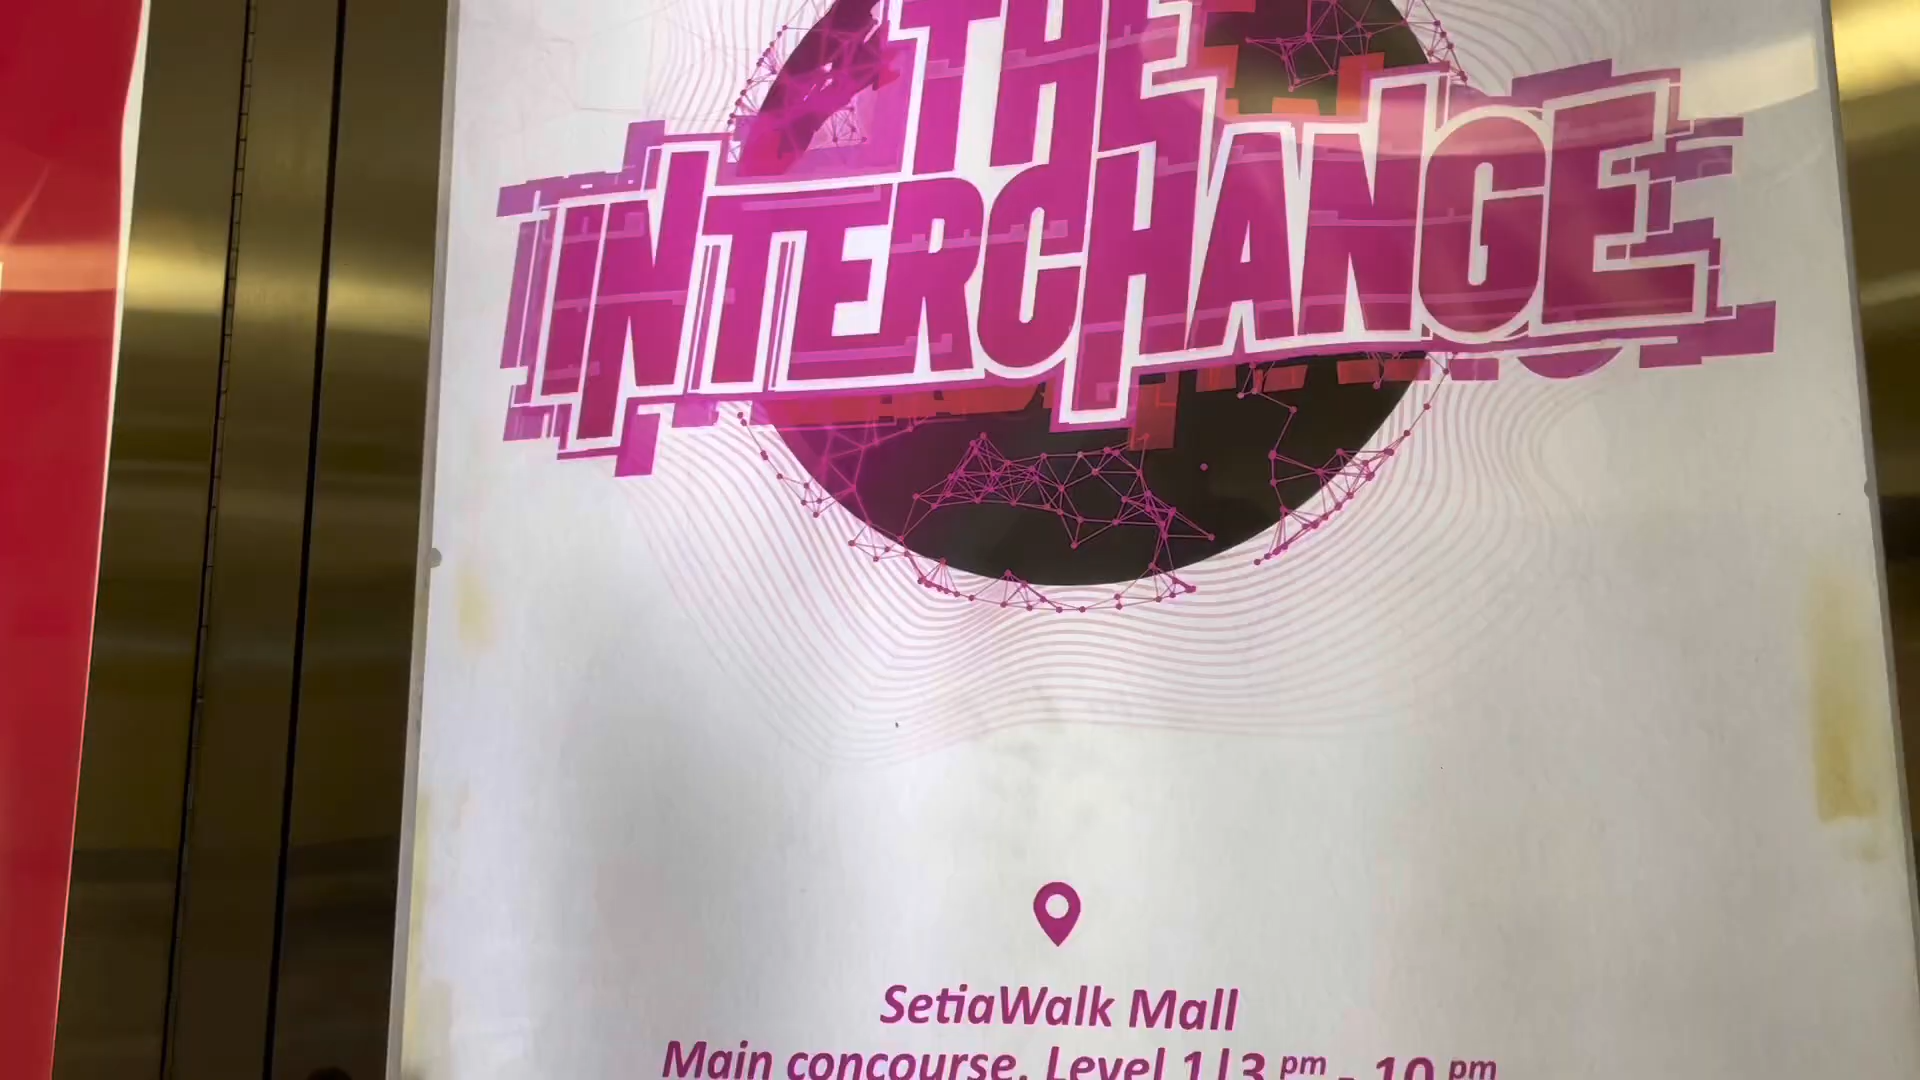 THE
INTERCHANGE
SetiaWalk Mall
Main concourse, Level 1 | 3 pm - 10 pm